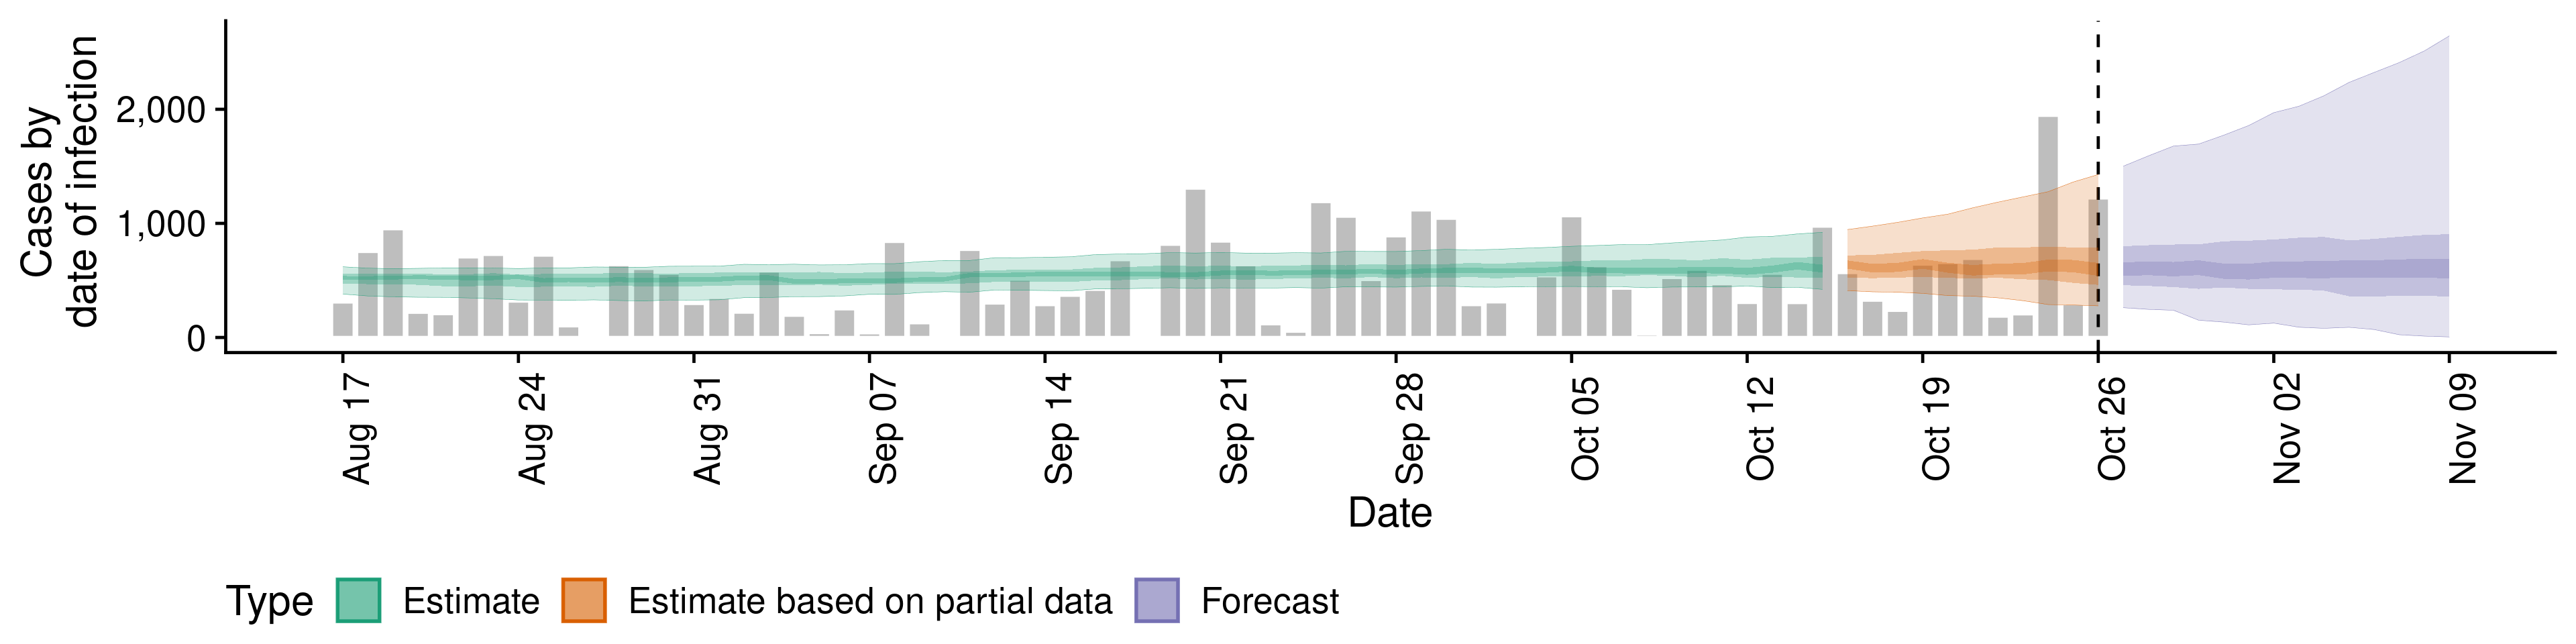 Cases by
date of infection
2,000
1,000
0
Aug 17
Aug 24
Aug 31
Sep 07
Sep 14
Sep 21
Sep 28
Oct 05
Oct 12
Oct 19
Oct 26
Nov 02
Nov 09
Date
Type Estimate Estimate based on partial data Forecast